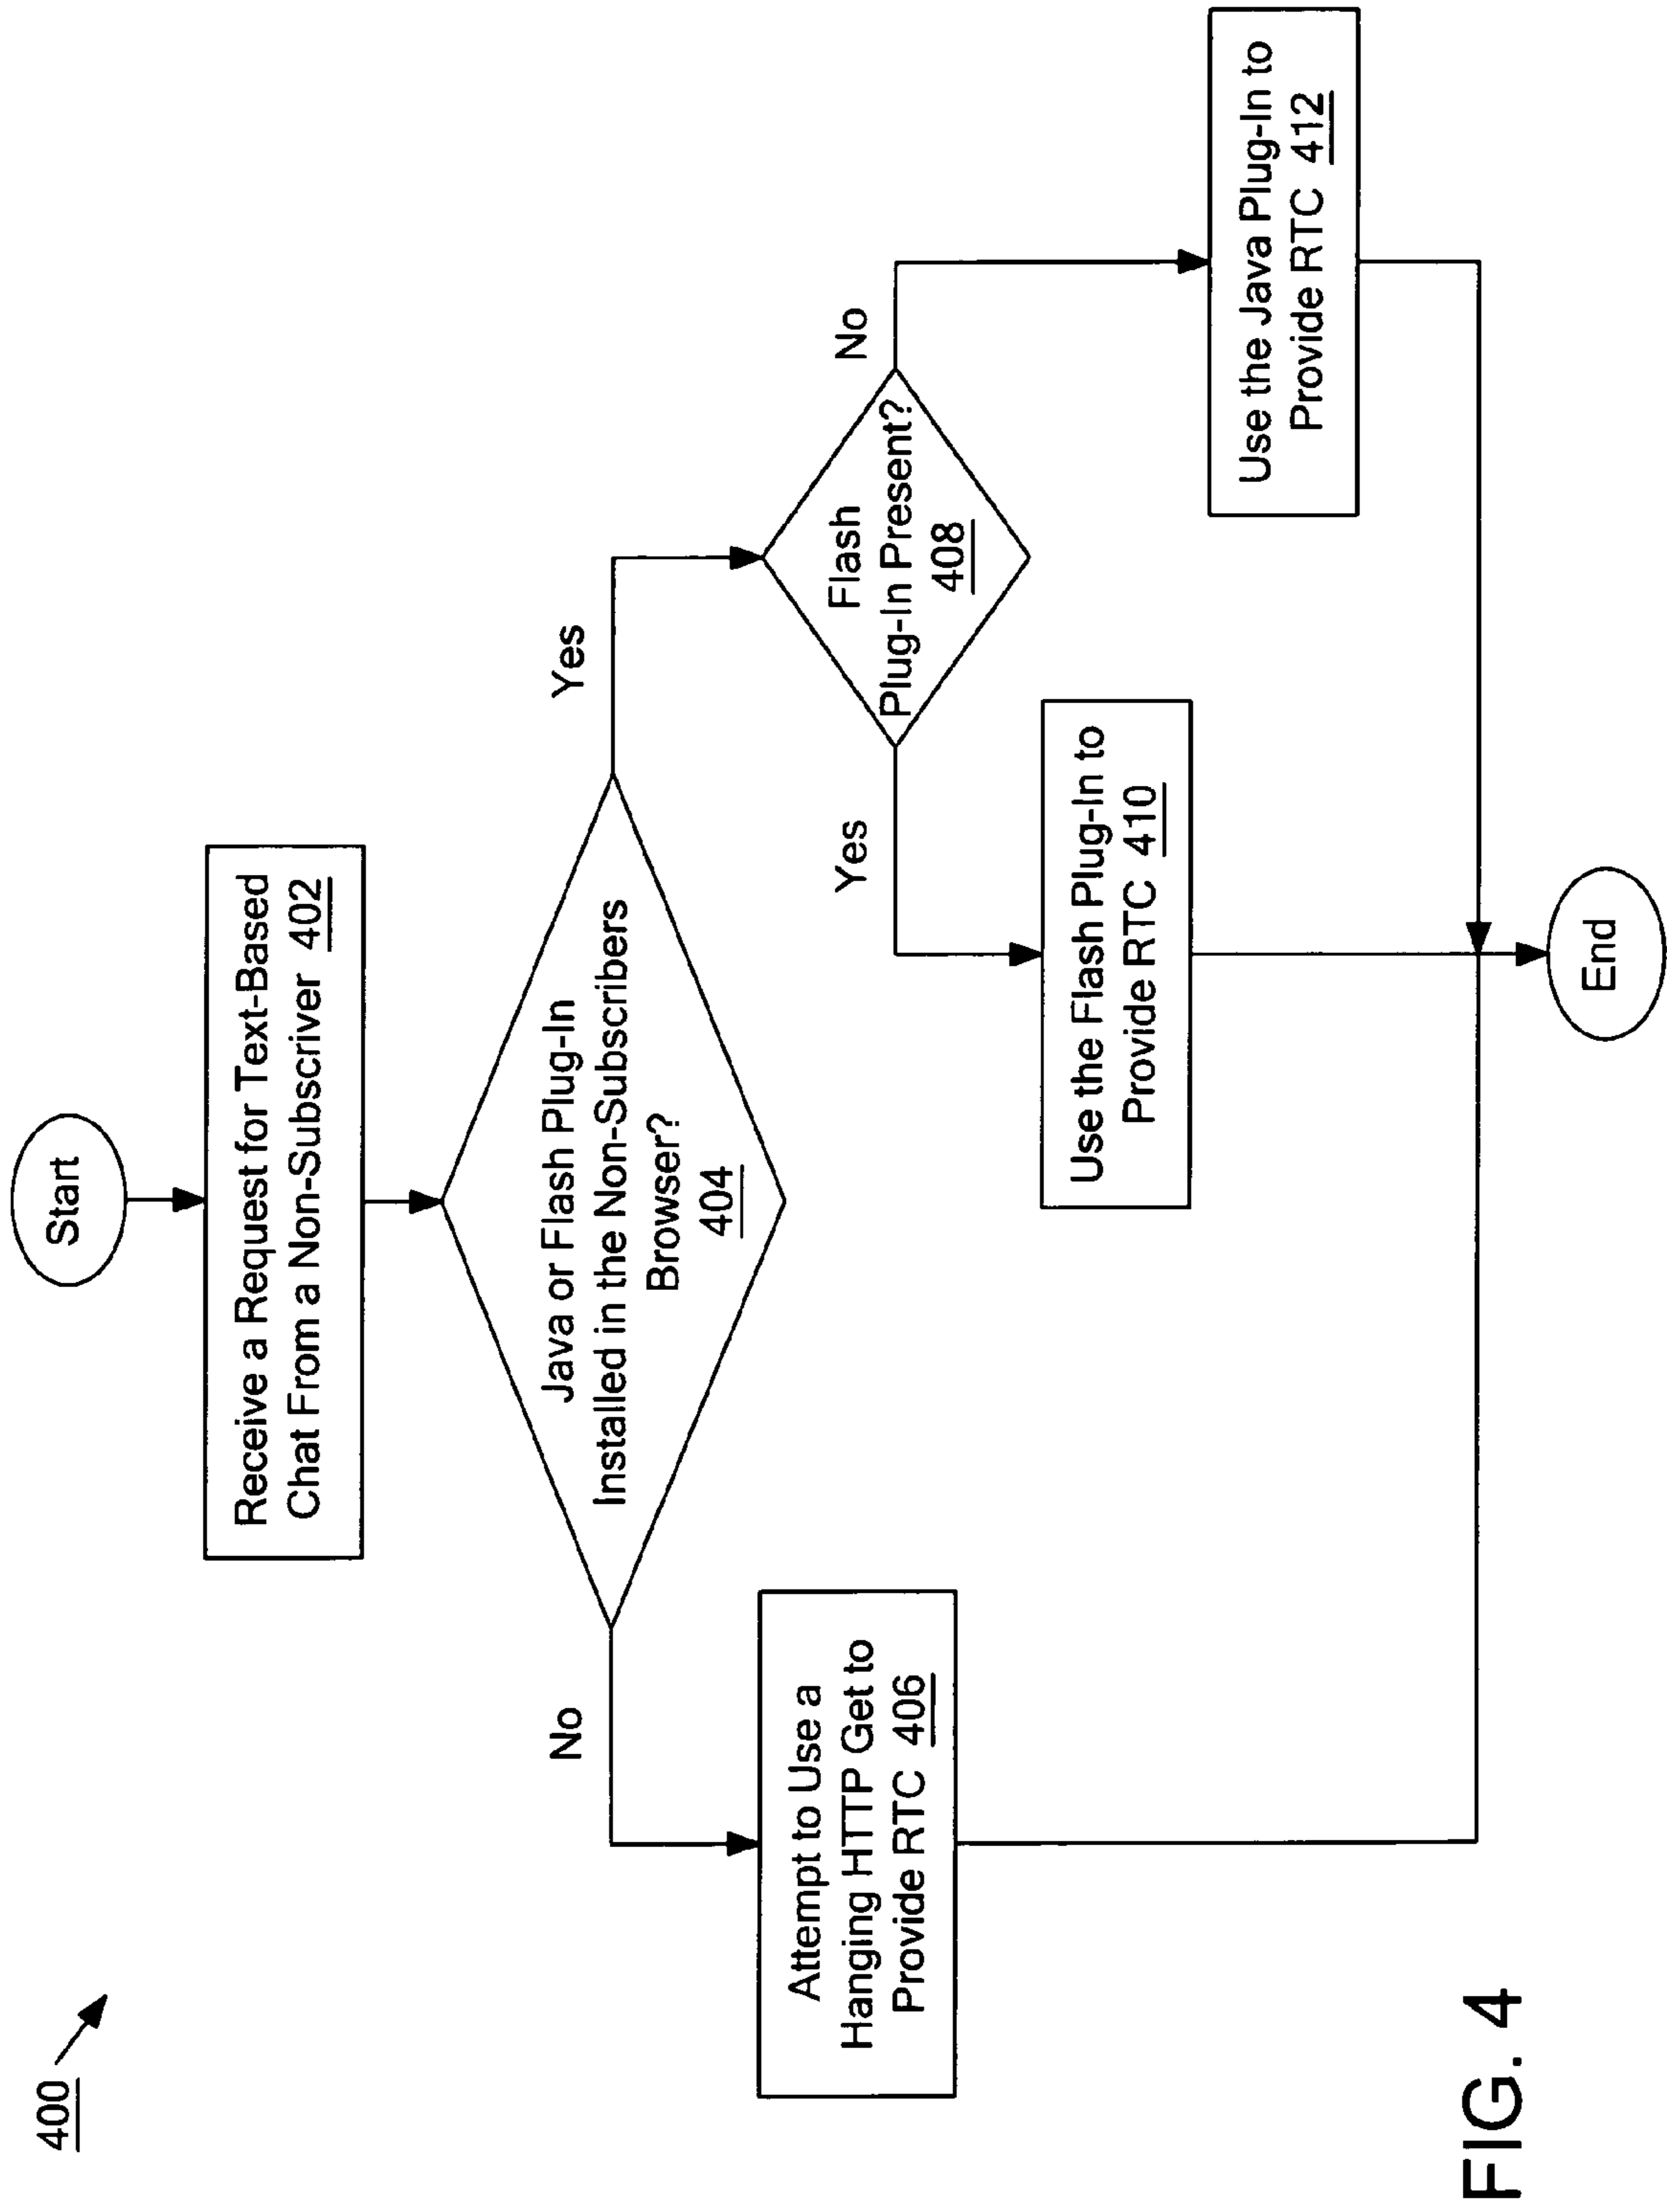 400
Start
Receive a Request for Text-Based
Chat From a Non-Subscriver 402
Java or Flash Plug-In
Installed in the Non-Subscribers
Browser?
404
No
Yes
Attempt to Use a
Hanging HTTP Get to
Provide RTC 406
Flash
Plug-In Present?
408
Yes
No
Use the Flash Plug-In to
Provide RTC 410
Use the Java Plug-In to
Provide RTC 412
End
FIG. 4